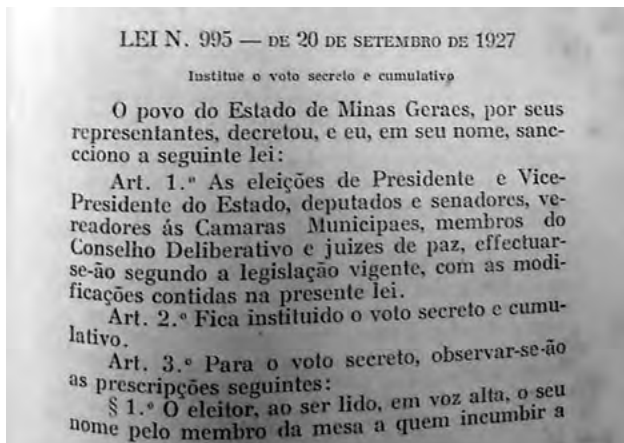 LEI N. 995 — DE 20 DE SETEMBRO DE 1927
Institue o voto secreto e cumulativo
O povo do Estado de Minas Geraes, por seus
representantes, decretou, e eu, em seu nome, sanc-
cciono a seguinte lei:
Art. 1.º As eleições de Presidente e Vice-
Presidente do Estado, deputados e senadores, ve-
readores ás Camaras Municipaes, membros do
Conselho Deliberativo e juizes de paz, effectuar-
se-ão segundo a legislação vigente, com as modi-
ficações contidas na presente lei.
Art. 2.º Fica instituido o voto secreto e cumu-
lativo.
Art. 3.º Para o voto secreto, observar-se-ão
as prescripções seguintes:
§ 1.º O eleitor, ao ser lido, em voz alta, o seu
nome pelo membro da mesa a quem incumbir a